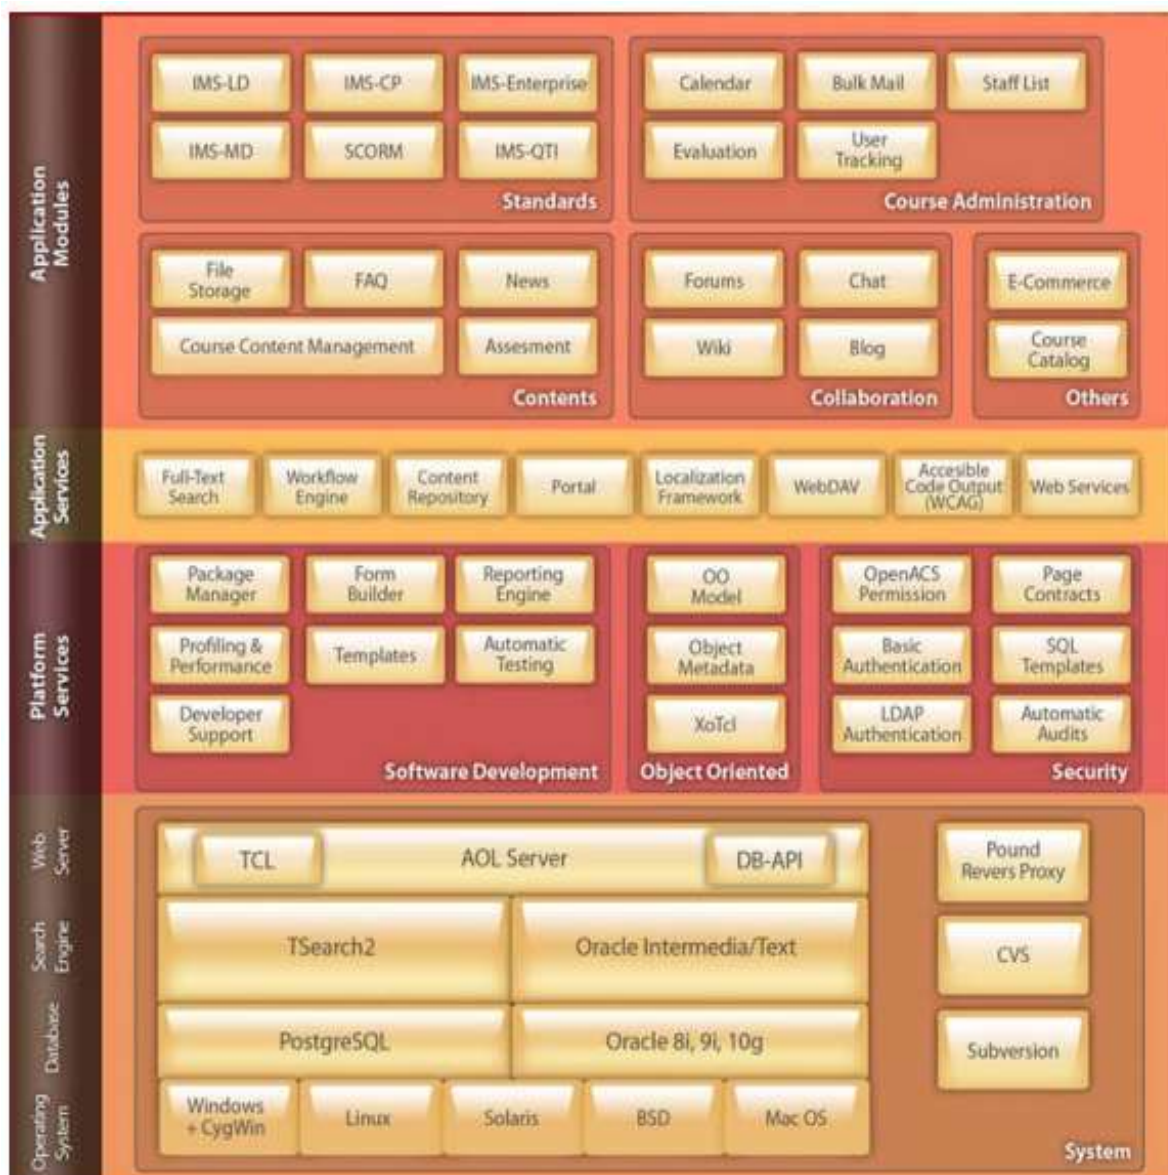 Application
Modules
IMS-LD
IMS-CP
IMS-Enterprise
IMS-MD
SCORM
IMS-QTI
Standards
Calendar
Bulk Mail
Staff List
Evaluation
User
Tracking
Course Administration
File
Storage
FAQ
News
Course Content Management
Assesment
Contents
Forums
Chat
Wiki
Blog
Collaboration
E-Commerce
Course
Catalog
Others
Application
Services
Full-Text
Search
Workflow
Engine
Content
Repository
Portal
Localization
Framework
WebDAV
Accesible
Code Output
(WCAG)
Web Services
Platform
Services
Package
Manager
Form
Builder
Reporting
Engine
Profiling &
Performance
Templates
Automatic
Testing
Developer
Support
Software Development
OO
Model
Object
Metadata
XoTcl
Object Oriented
OpenACS
Permission
Page
Contracts
Basic
Authentication
SQL
Templates
LDAP
Authentication
Automatic
Audits
Security
Web
Server
TCL
AOL Server
DB-API
Pound
Revers Proxy
Search
Engine
TSearch2
Oracle Intermedia/Text
CVS
Database
PostgreSQL
Oracle 8i, 9i, 10g
Subversion
Operating
System
Windows
+ CygWin
Linux
Solaris
BSD
Mac OS
System